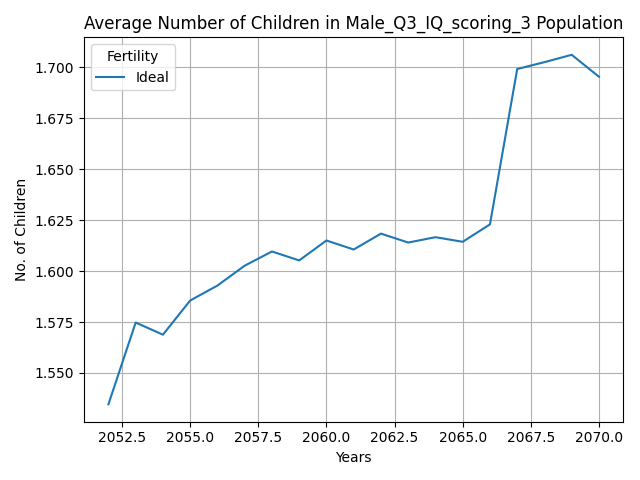 Average Number of Children in Male_Q3_IQ_scoring_3 Population
Fertility
Ideal
1.700
1.675
1.650
1.625
1.600
1.575
1.550
No. of Children
2052.5 2055.0 2057.5 2060.0 2062.5 2065.0 2067.5 2070.0
Years